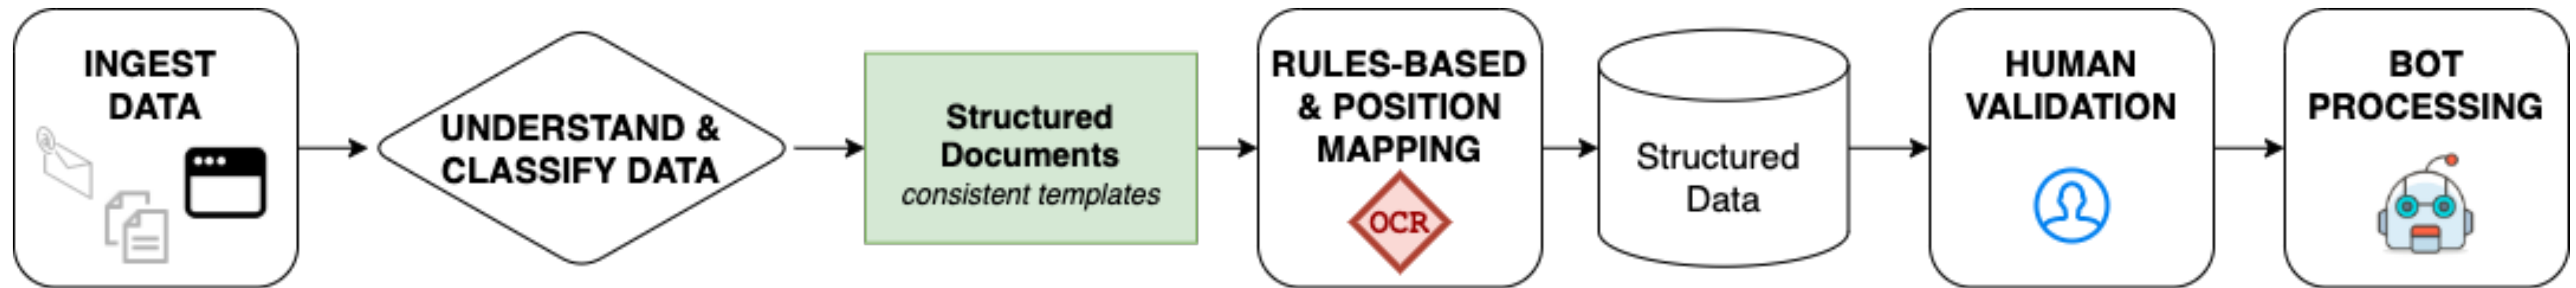 INGEST
DATA
@
UNDERSTAND &
CLASSIFY DATA
Structured
Documents
consistent templates
RULES-BASED
& POSITION
MAPPING
OCR
Structured
Data
HUMAN
VALIDATION
BOT
PROCESSING